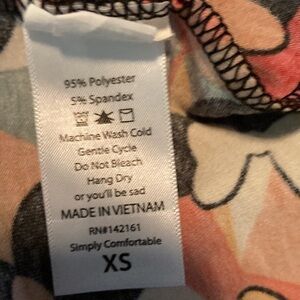 95% Polyester
5% Spandex
Machine Wash Cold
Gentle Cycle
Do Not Bleach
Hang Dry
or you'll be sad
MADE IN VIETNAM
RN#142161
Simply Comfortable
XS